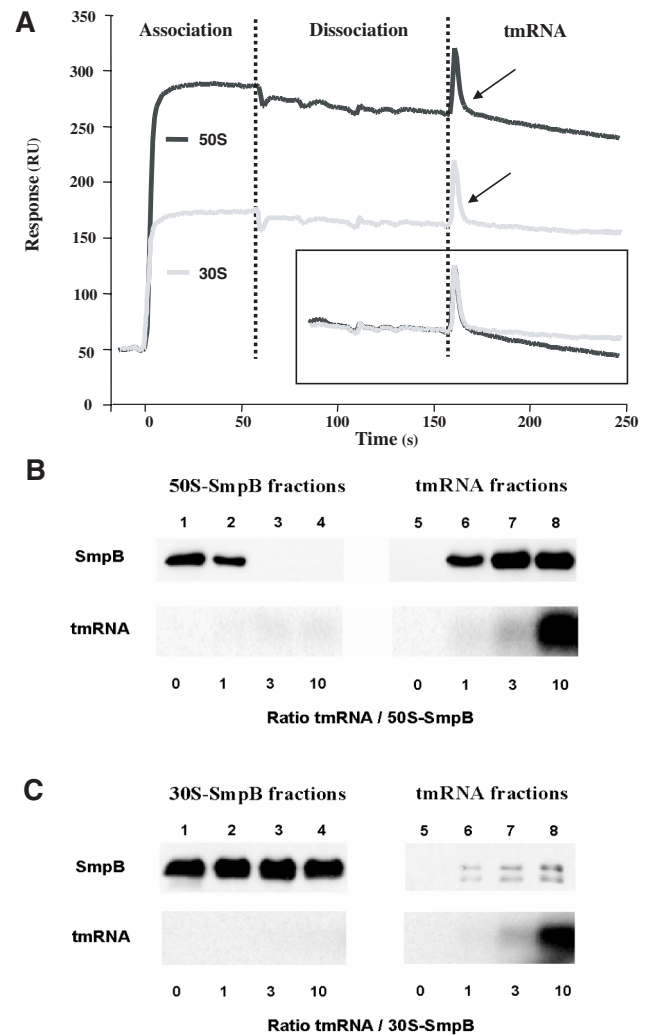 A
Association Dissociation tmRNA
350
300
250
200
150
100
50
0
Response (RU)
50S
30S
0 50 100 150 200 250
Time (s)
B
50S-SmpB fractions tmRNA fractions
1 2 3 4 5 6 7 8
SmpB
tmRNA
0 1 3 10 0 1 3 10
Ratio tmRNA / 50S-SmpB
C
30S-SmpB fractions tmRNA fractions
1 2 3 4 5 6 7 8
SmpB
tmRNA
0 1 3 10 0 1 3 10
Ratio tmRNA / 30S-SmpB